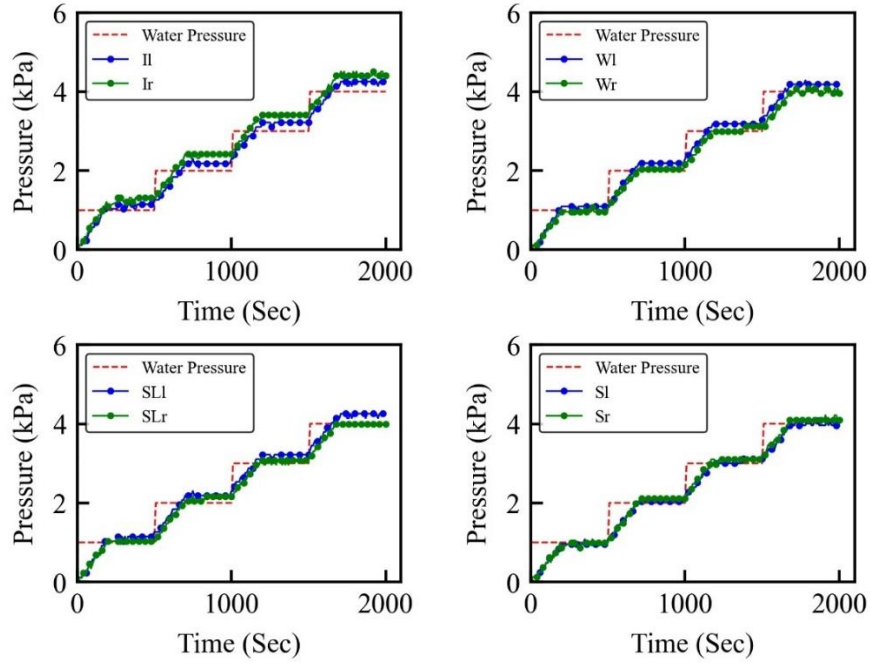 6
4
2
0
Pressure (kPa)
Water Pressure
Il
Ir
0
1000
2000
Time (Sec)
6
4
2
0
Pressure (kPa)
Water Pressure
Wl
Wr
0
1000
2000
Time (Sec)
6
4
2
0
Pressure (kPa)
Water Pressure
SLl
SLr
0
1000
2000
Time (Sec)
6
4
2
0
Pressure (kPa)
Water Pressure
Sl
Sr
0
1000
2000
Time (Sec)